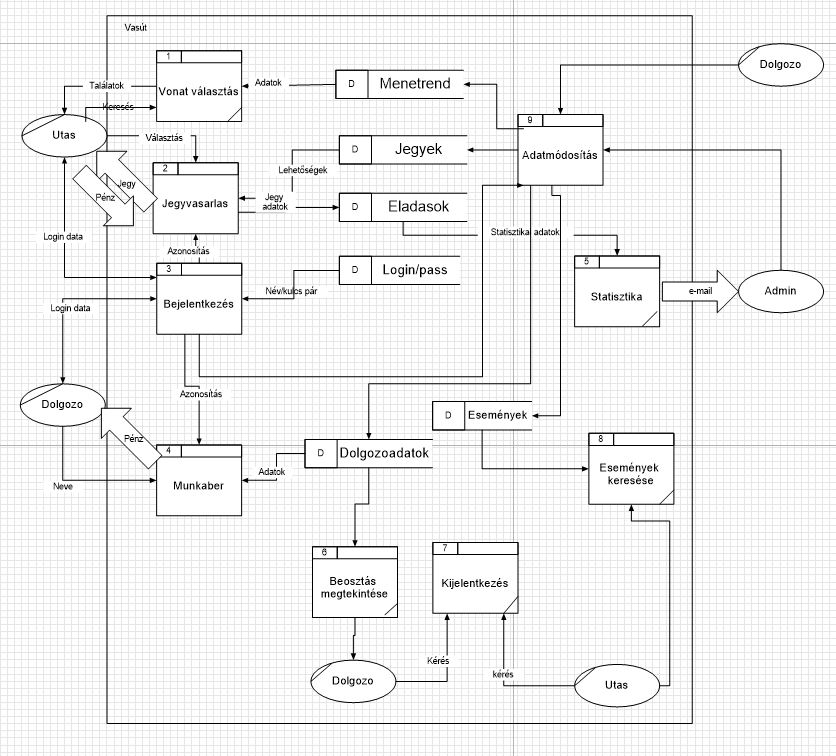 Vasút
1
Vonat választás
Találatok
Keresés
Adatok
D
Menetrend
Dolgozo
9
Adatmódosítás
Utas
Választás
D
Jegyek
Lehetőségek
2
Jegyvasarlas
Jegy
Pénz
Jegy
adatok
D
Eladasok
Statisztikai adatok
Login data
Azonosítás
3
Bejelentkezés
D
Login/pass
Név/kulcs pár
5
Statisztika
e-mail
Admin
Login data
Dolgozo
Azonosítás
Pénz
D
Események
4
Munkaber
Neve
Adatok
D
Dolgozoadatok
8
Események
keresése
6
Beosztás
megtekintése
7
Kijelentkezés
Dolgozo
Kérés
kérés
Utas